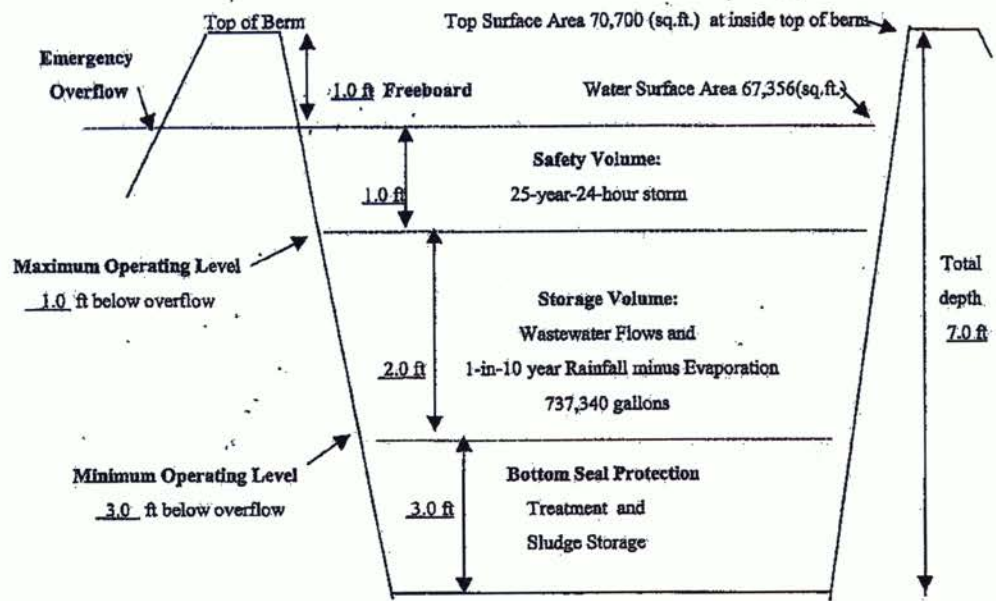 Top of Berm
Top Surface Area 70,700 (sq.ft.) at inside top of berm
Emergency
Overflow
1.0 ft Freeboard
Water Surface Area 67,356(sq.ft.)
Safety Volume:
1.0 ft
25-year-24-hour storm
Maximum Operating Level
1.0 ft below overflow
Total
depth
7.0 ft
Storage Volume:
Wastewater Flows and
2.0 ft
1-in-10 year Rainfall minus Evaporation
737,340 gallons
Minimum Operating Level
3.0 ft below overflow
Bottom Seal Protection
3.0 ft
Treatment and
Sludge Storage